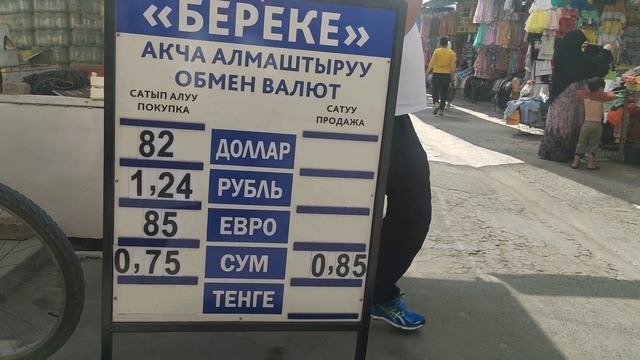 «БЕРЕКЕ»
АКЧА АЛМАШТЫРУУ
ОБМЕН ВАЛЮТ
САТЫП АЛУУ
ПОКУПКА
САТУУ
ПРОДАЖА
82 ДОЛЛАР
1,24 РУБЛЬ
85 ЕВРО
0,75 СУМ 0,85
ТЕНГЕ